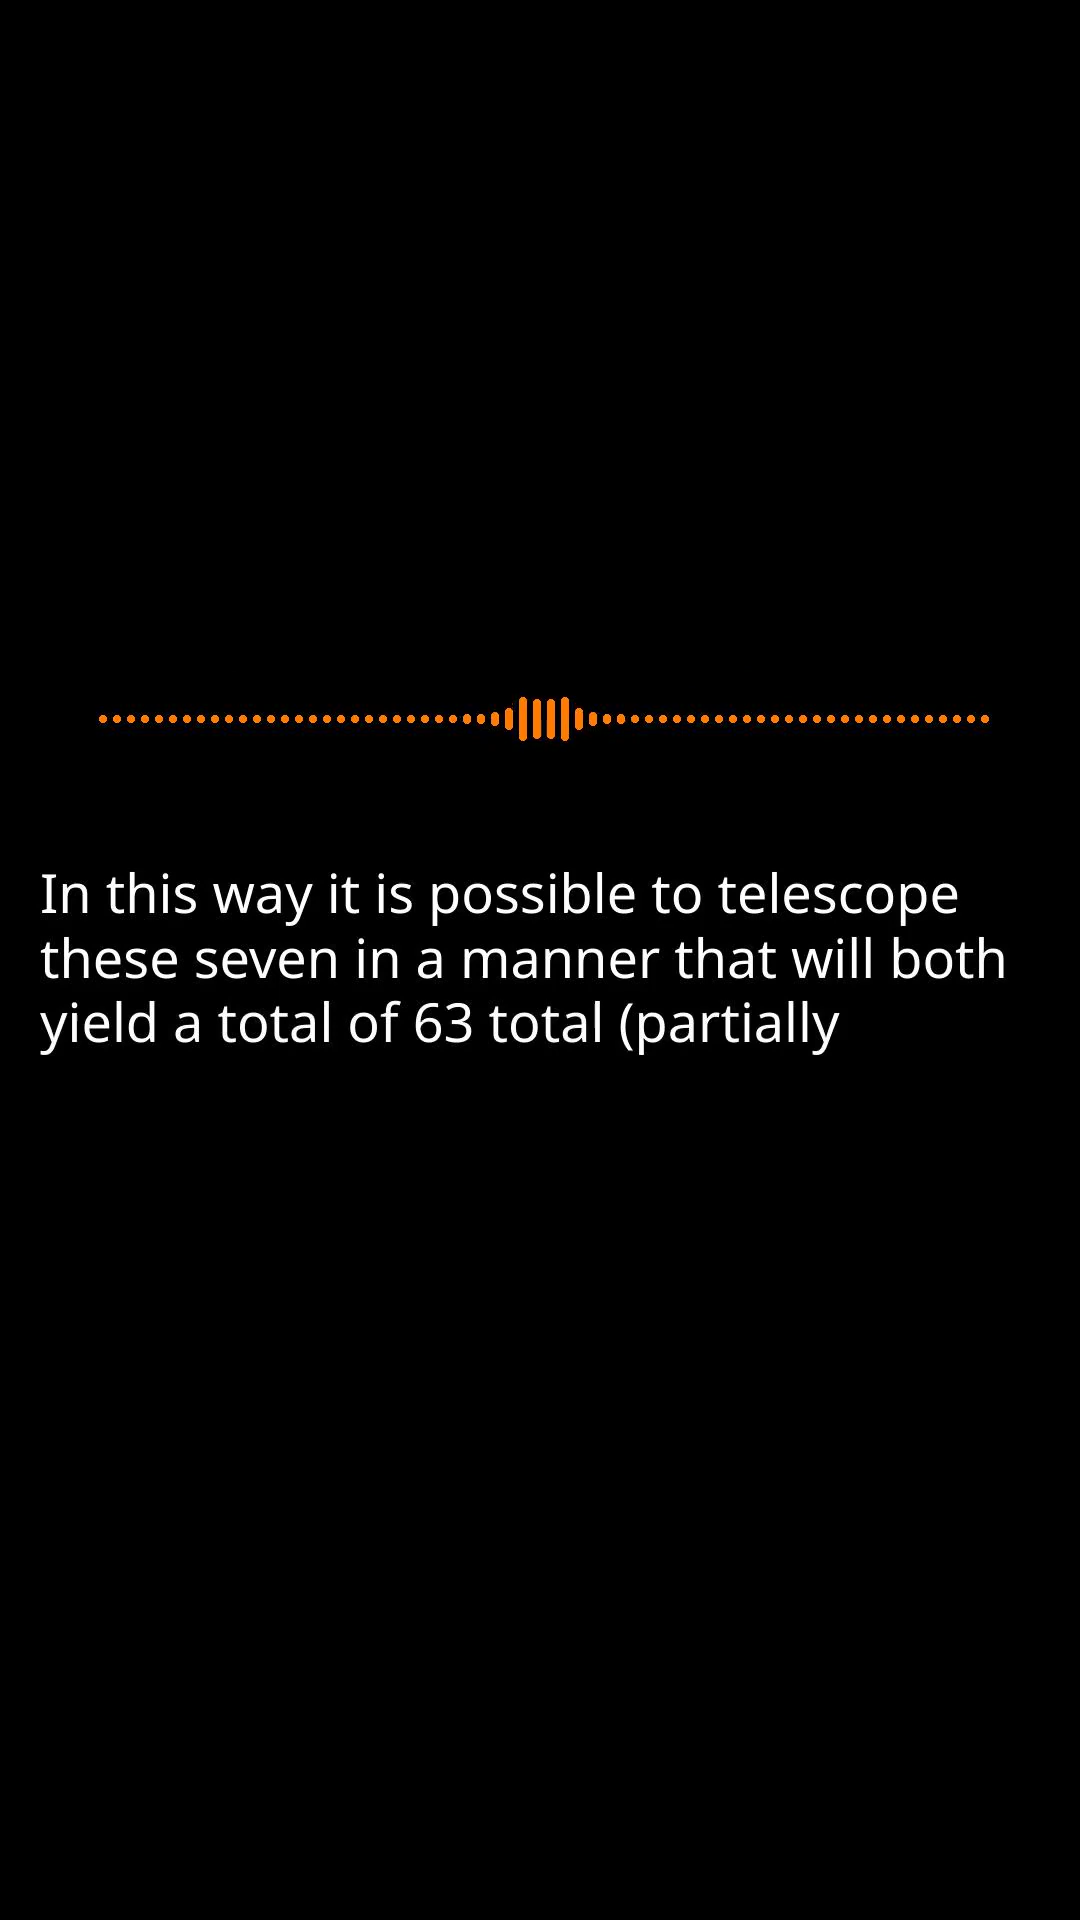 In this way it is possible to telescope
these seven in a manner that will both
yield a total of 63 total (partially